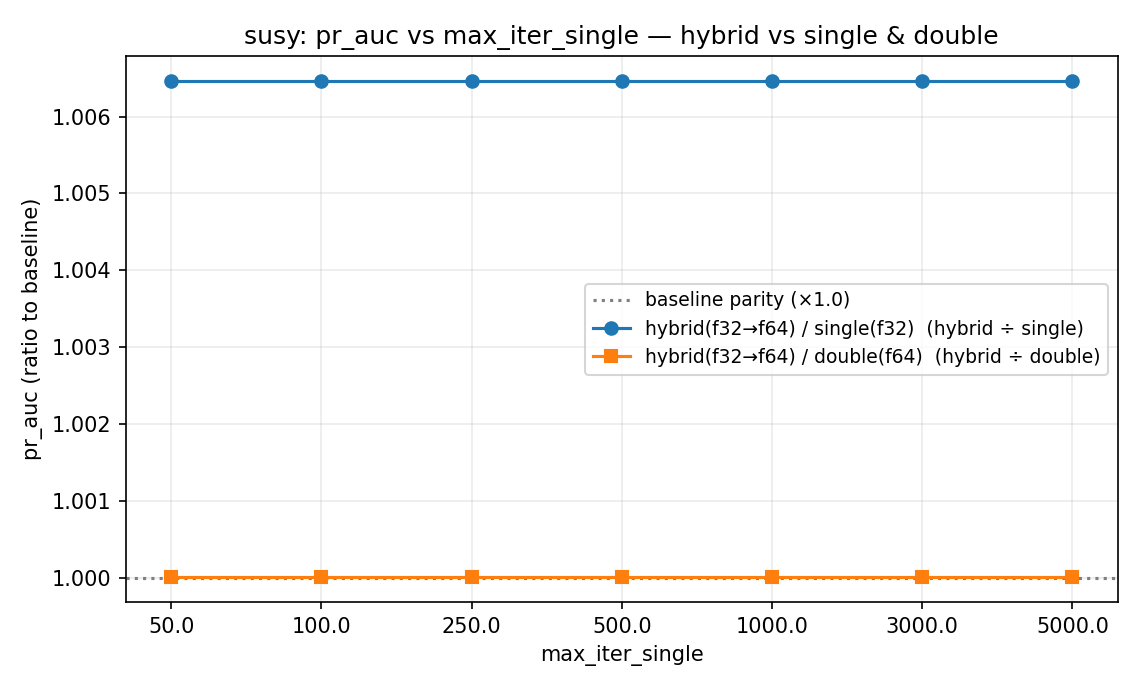 susy: pr_auc vs max_iter_single — hybrid vs single & double
pr_auc (ratio to baseline)
1.006
1.005
1.004
1.003
1.002
1.001
1.000
baseline parity (×1.0)
hybrid(f32→f64) / single(f32)  (hybrid ÷ single)
hybrid(f32→f64) / double(f64)  (hybrid ÷ double)
50.0 100.0 250.0 500.0 1000.0 3000.0 5000.0
max_iter_single